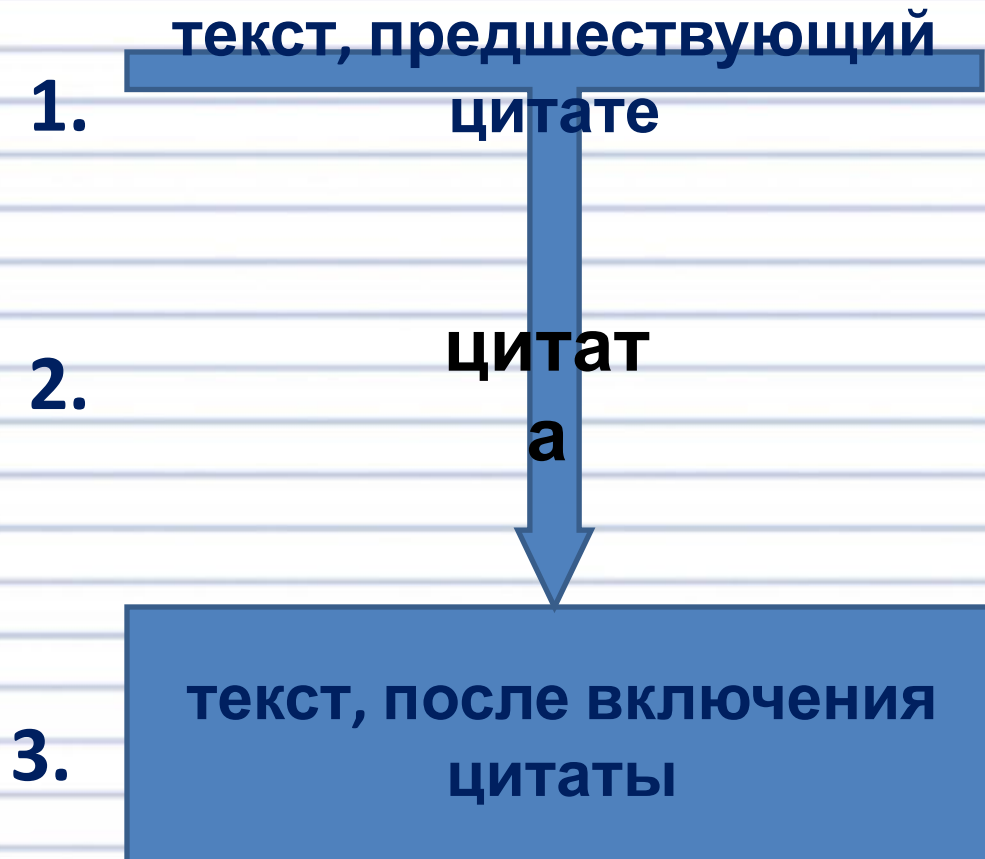 текст, предшествующий
1.
цитате
цитат
2.
а
текст, после включения
3.
цитаты